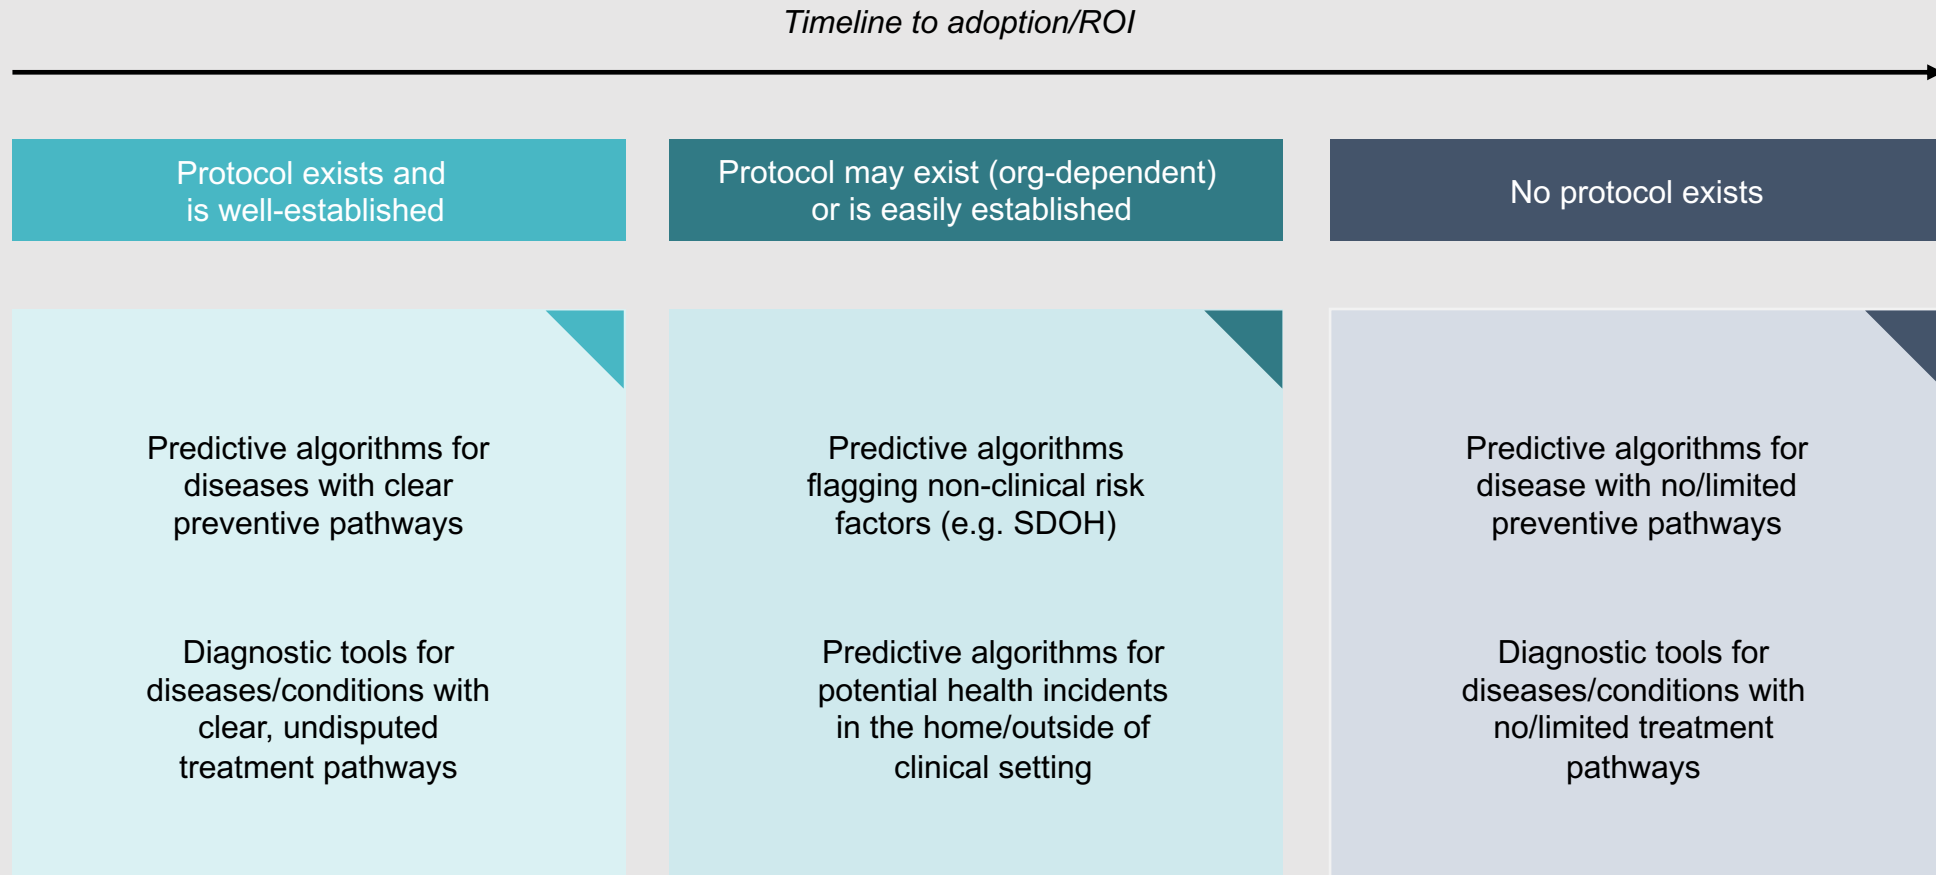 Timeline to adoption/ROI
Protocol exists and
is well-established
Protocol may exist (org-dependent)
or is easily established
No protocol exists
Predictive algorithms for
diseases with clear
preventive pathways
Diagnostic tools for
diseases/conditions with
clear, undisputed
treatment pathways
Predictive algorithms
flagging non-clinical risk
factors (e.g. SDOH)
Predictive algorithms for
potential health incidents
in the home/outside of
clinical setting
Predictive algorithms for
disease with no/limited
preventive pathways
Diagnostic tools for
diseases/conditions with
no/limited treatment
pathways